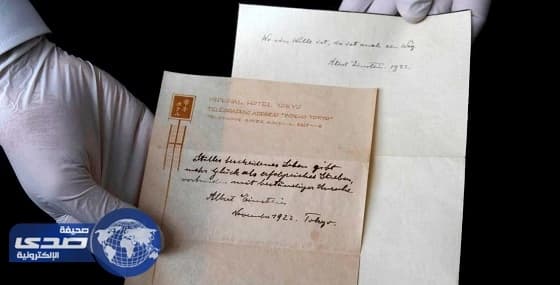 Wo ein Wille ist, da ist auch ein Weg.
Albert Einstein. 1922.
IMPERIAL HOTEL TOKYO
TELEGRAPHIC ADDRESS "IMPHO TOKYO"
Stilles bescheidenes Leben gibt
mehr Glück als erfolgreiches Streben,
verbunden mit beständiger Unruhe
Albert Einstein
November 1922. Tokyo.
صحيفة
صدى
الإلكترونية